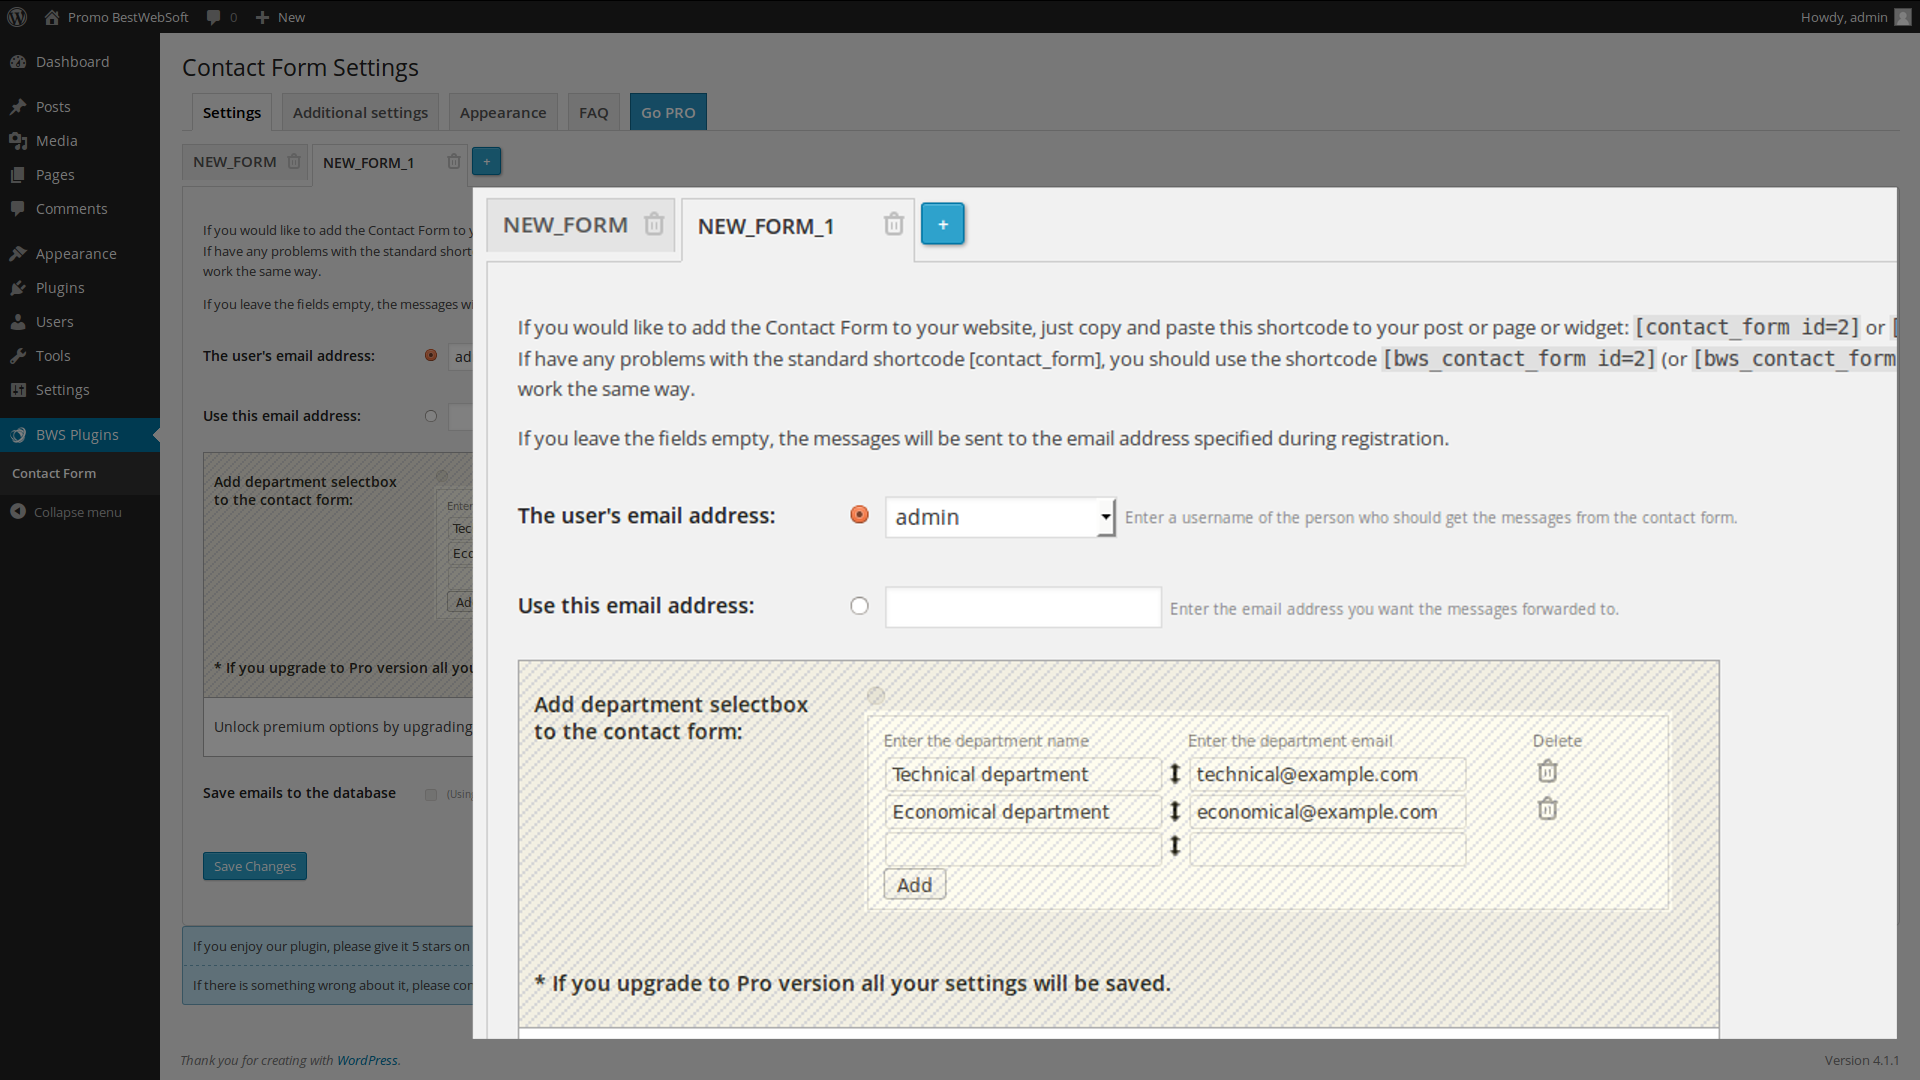 Promo BestWebSoft 0 New Howdy, admin
Dashboard
Posts
Media
Pages
Comments
Appearance
Plugins
Users
Tools
Settings
BWS Plugins
Contact Form
Collapse menu
Contact Form Settings
Settings Additional settings Appearance FAQ Go PRO
NEW_FORM NEW_FORM_1 +
If you would like to add the Contact Form to
If have any problems with the standard
work the same way.
If you leave the fields empty, the messages
The user's email address:
Use this email address:
Add department selectbox
to the contact form:
Enter
* If you upgrade to Pro version all
Unlock premium options by upgrading
Save emails to the database
Save Changes
If you enjoy our plugin, please give it 5 stars on
If there is something wrong about it, please
NEW_FORM NEW_FORM_1 +
If you would like to add the Contact Form to your website, just copy and paste this shortcode to your post or page or widget: [contact_form id=2] or [
If have any problems with the standard shortcode [contact_form], you should use the shortcode [bws_contact_form id=2] (or [bws_contact_form
work the same way.
If you leave the fields empty, the messages will be sent to the email address specified during registration.
The user's email address: admin Enter a username of the person who should get the messages from the contact form.
Use this email address: Enter the email address you want the messages forwarded to.
Add department selectbox
to the contact form:
Enter the department name Enter the department email Delete
Technical department technical@example.com
Economical department economical@example.com
Add
* If you upgrade to Pro version all your settings will be saved.
Thank you for creating with WordPress. Version 4.1.1